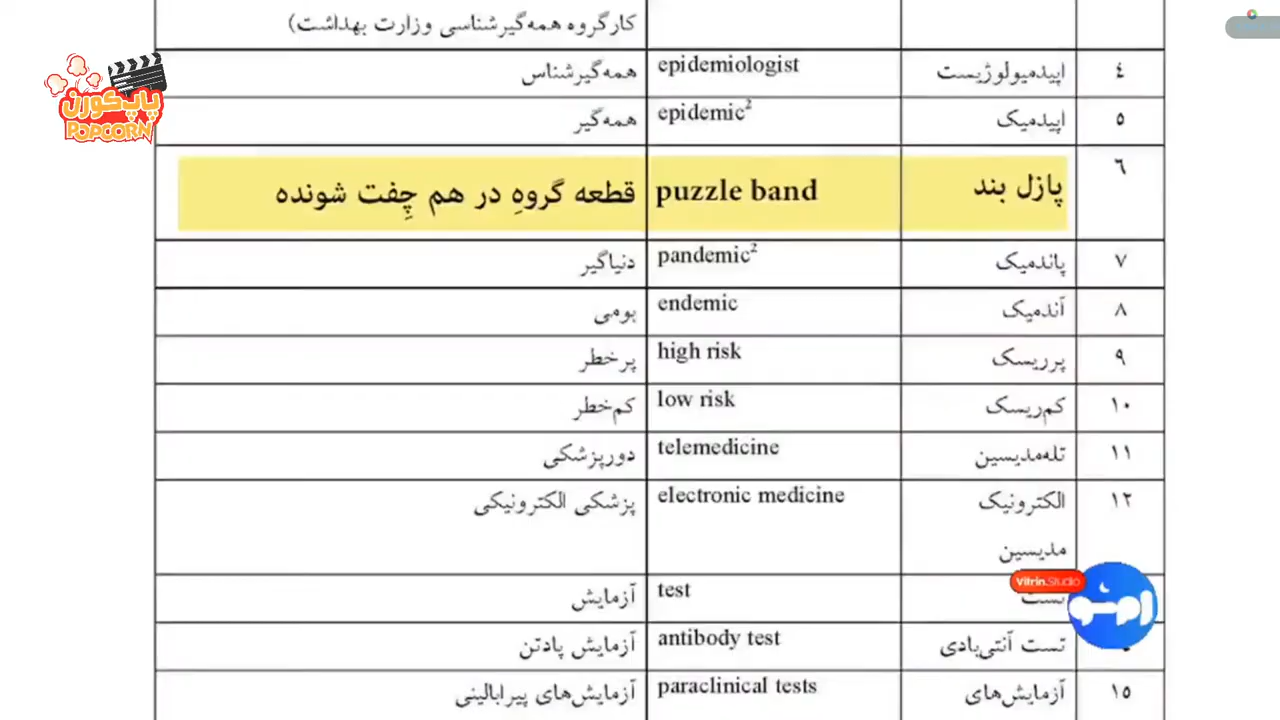 کارگروه همه‌گیرشناسی وزارت بهداشت)
٤ اپیدمیولوژیست epidemiologist همه‌گیرشناس
٥ اپیدمیک epidemic² همه‌گیر
٦ پازل بند puzzle band قطعه گروهِ در هم چِفت شونده
٧ پاندمیک pandemic² دنیاگیر
٨ آندمیک endemic بومی
٩ پرریسک high risk پرخطر
١٠ کم‌ریسک low risk کم‌خطر
١١ تله‌مدیسین telemedicine دورپزشکی
١٢ الکترونیک electronic medicine پزشکی الکترونیکی
مدیسین
تست test آزمایش
تست آنتی‌بادی antibody test آزمایش پادتن
١٥ آزمایش‌های paraclinical tests آزمایش‌های پیرابالینی
پاپ‌کورن
POPCORN
Vitrin.Studio